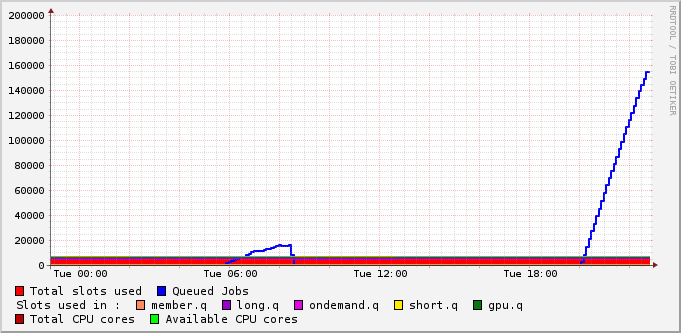 200000
180000
160000
140000
120000
100000
80000
60000
40000
20000
0
Tue 00:00 Tue 06:00 Tue 12:00 Tue 18:00
RRDTOOL / TOBI OETIKER
Total slots used Queued Jobs
Slots used in : member.q long.q ondemand.q short.q gpu.q
Total CPU cores Available CPU cores